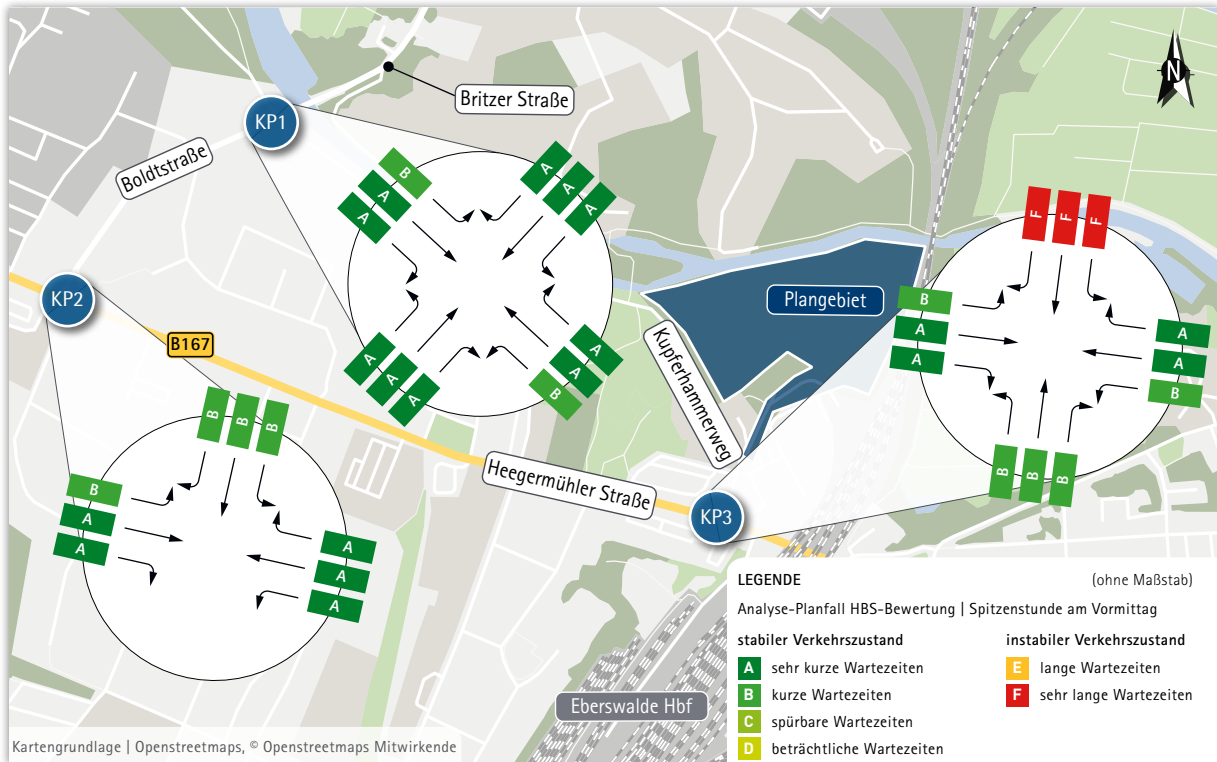 Britzer Straße
KP1
Boldtstraße
B
A
A
A
A
A
A
A
A
A
A
B
KP2
B167
Plangebiet
Kupferhammerweg
N
F
F
F
B
A
A
A
A
B
B
B
B
B
B
B
B
A
A
A
A
A
Heegermühler Straße
KP3
Eberswalde Hbf
LEGENDE
(ohne Maßstab)
Analyse-Planfall HBS-Bewertung | Spitzenstunde am Vormittag
stabiler Verkehrszustand
A sehr kurze Wartezeiten
B kurze Wartezeiten
C spürbare Wartezeiten
D beträchtliche Wartezeiten
instabiler Verkehrszustand
E lange Wartezeiten
F sehr lange Wartezeiten
Kartengrundlage | Openstreetmaps, © Openstreetmaps Mitwirkende